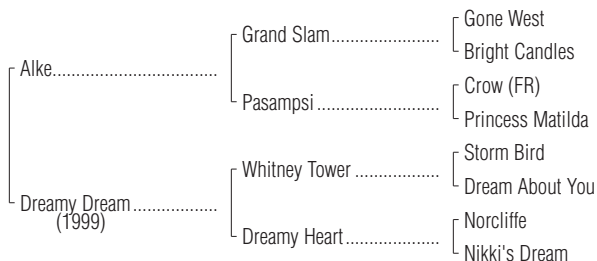 Grand Slam........................... Gone West
Bright Candles
Alke.....................................
Pasampsi.............................. Crow (FR)
Princess Matilda
Whitney Tower ..................... Storm Bird
Dream About You
Dreamy Dream.....................
(1999)
Dreamy Heart........................ Norcliffe
Nikki's Dream